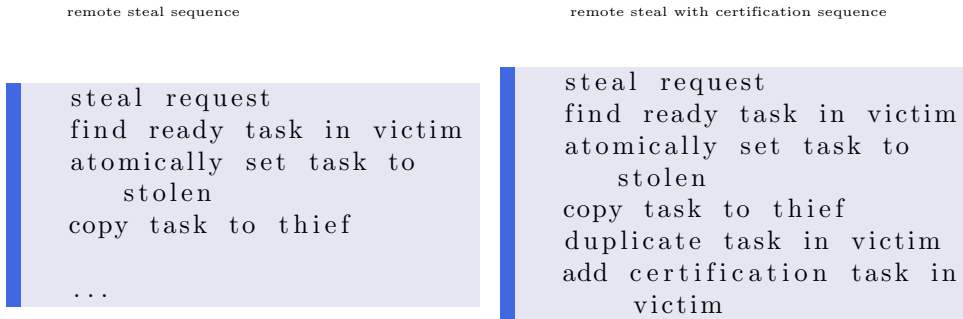 remote steal sequence
steal request
find ready task in victim
atomically set task to
stolen
copy task to thief
...
remote steal with certification sequence
steal request
find ready task in victim
atomically set task to
stolen
copy task to thief
duplicate task in victim
add certification task in
victim